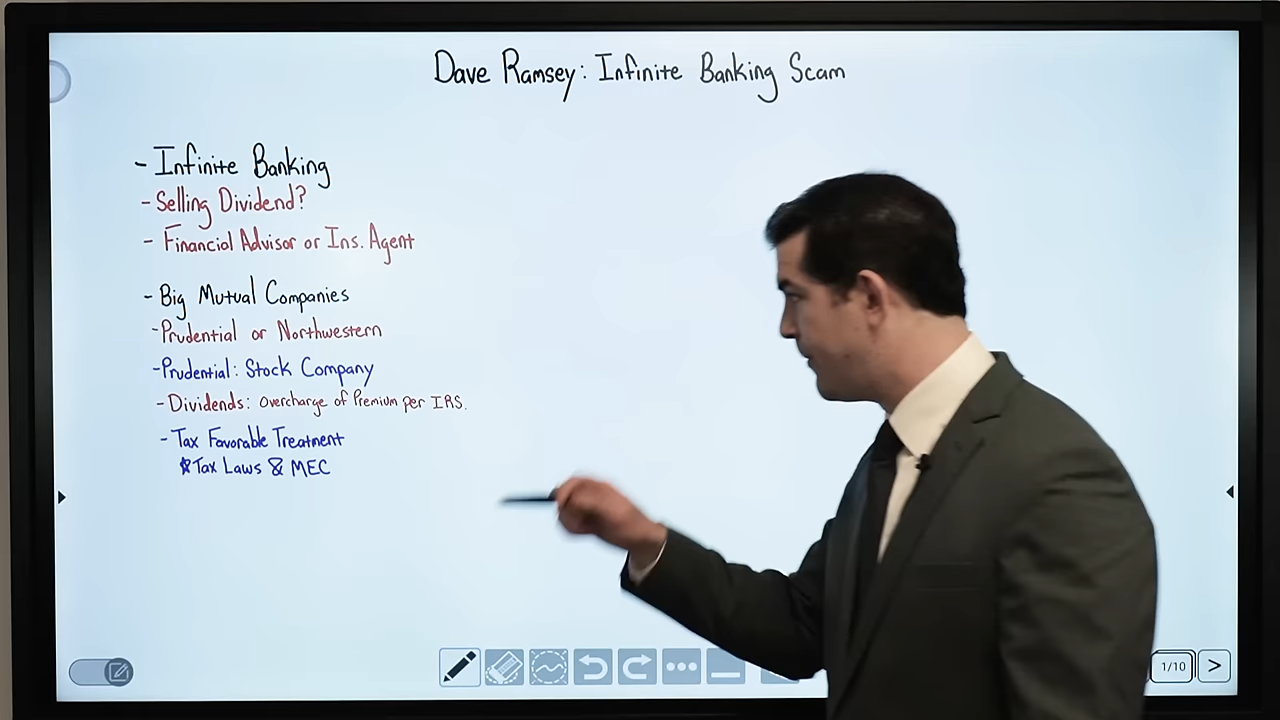 Dave Ramsey: Infinite Banking Scam
- Infinite Banking
- Selling Dividend?
- Financial Advisor or Ins. Agent
- Big Mutual Companies
- Prudential or Northwestern
- Prudential: Stock Company
- Dividends: Overcharge of Premium per IRS.
- Tax Favorable Treatment
* Tax Laws & MEC
1/10 >